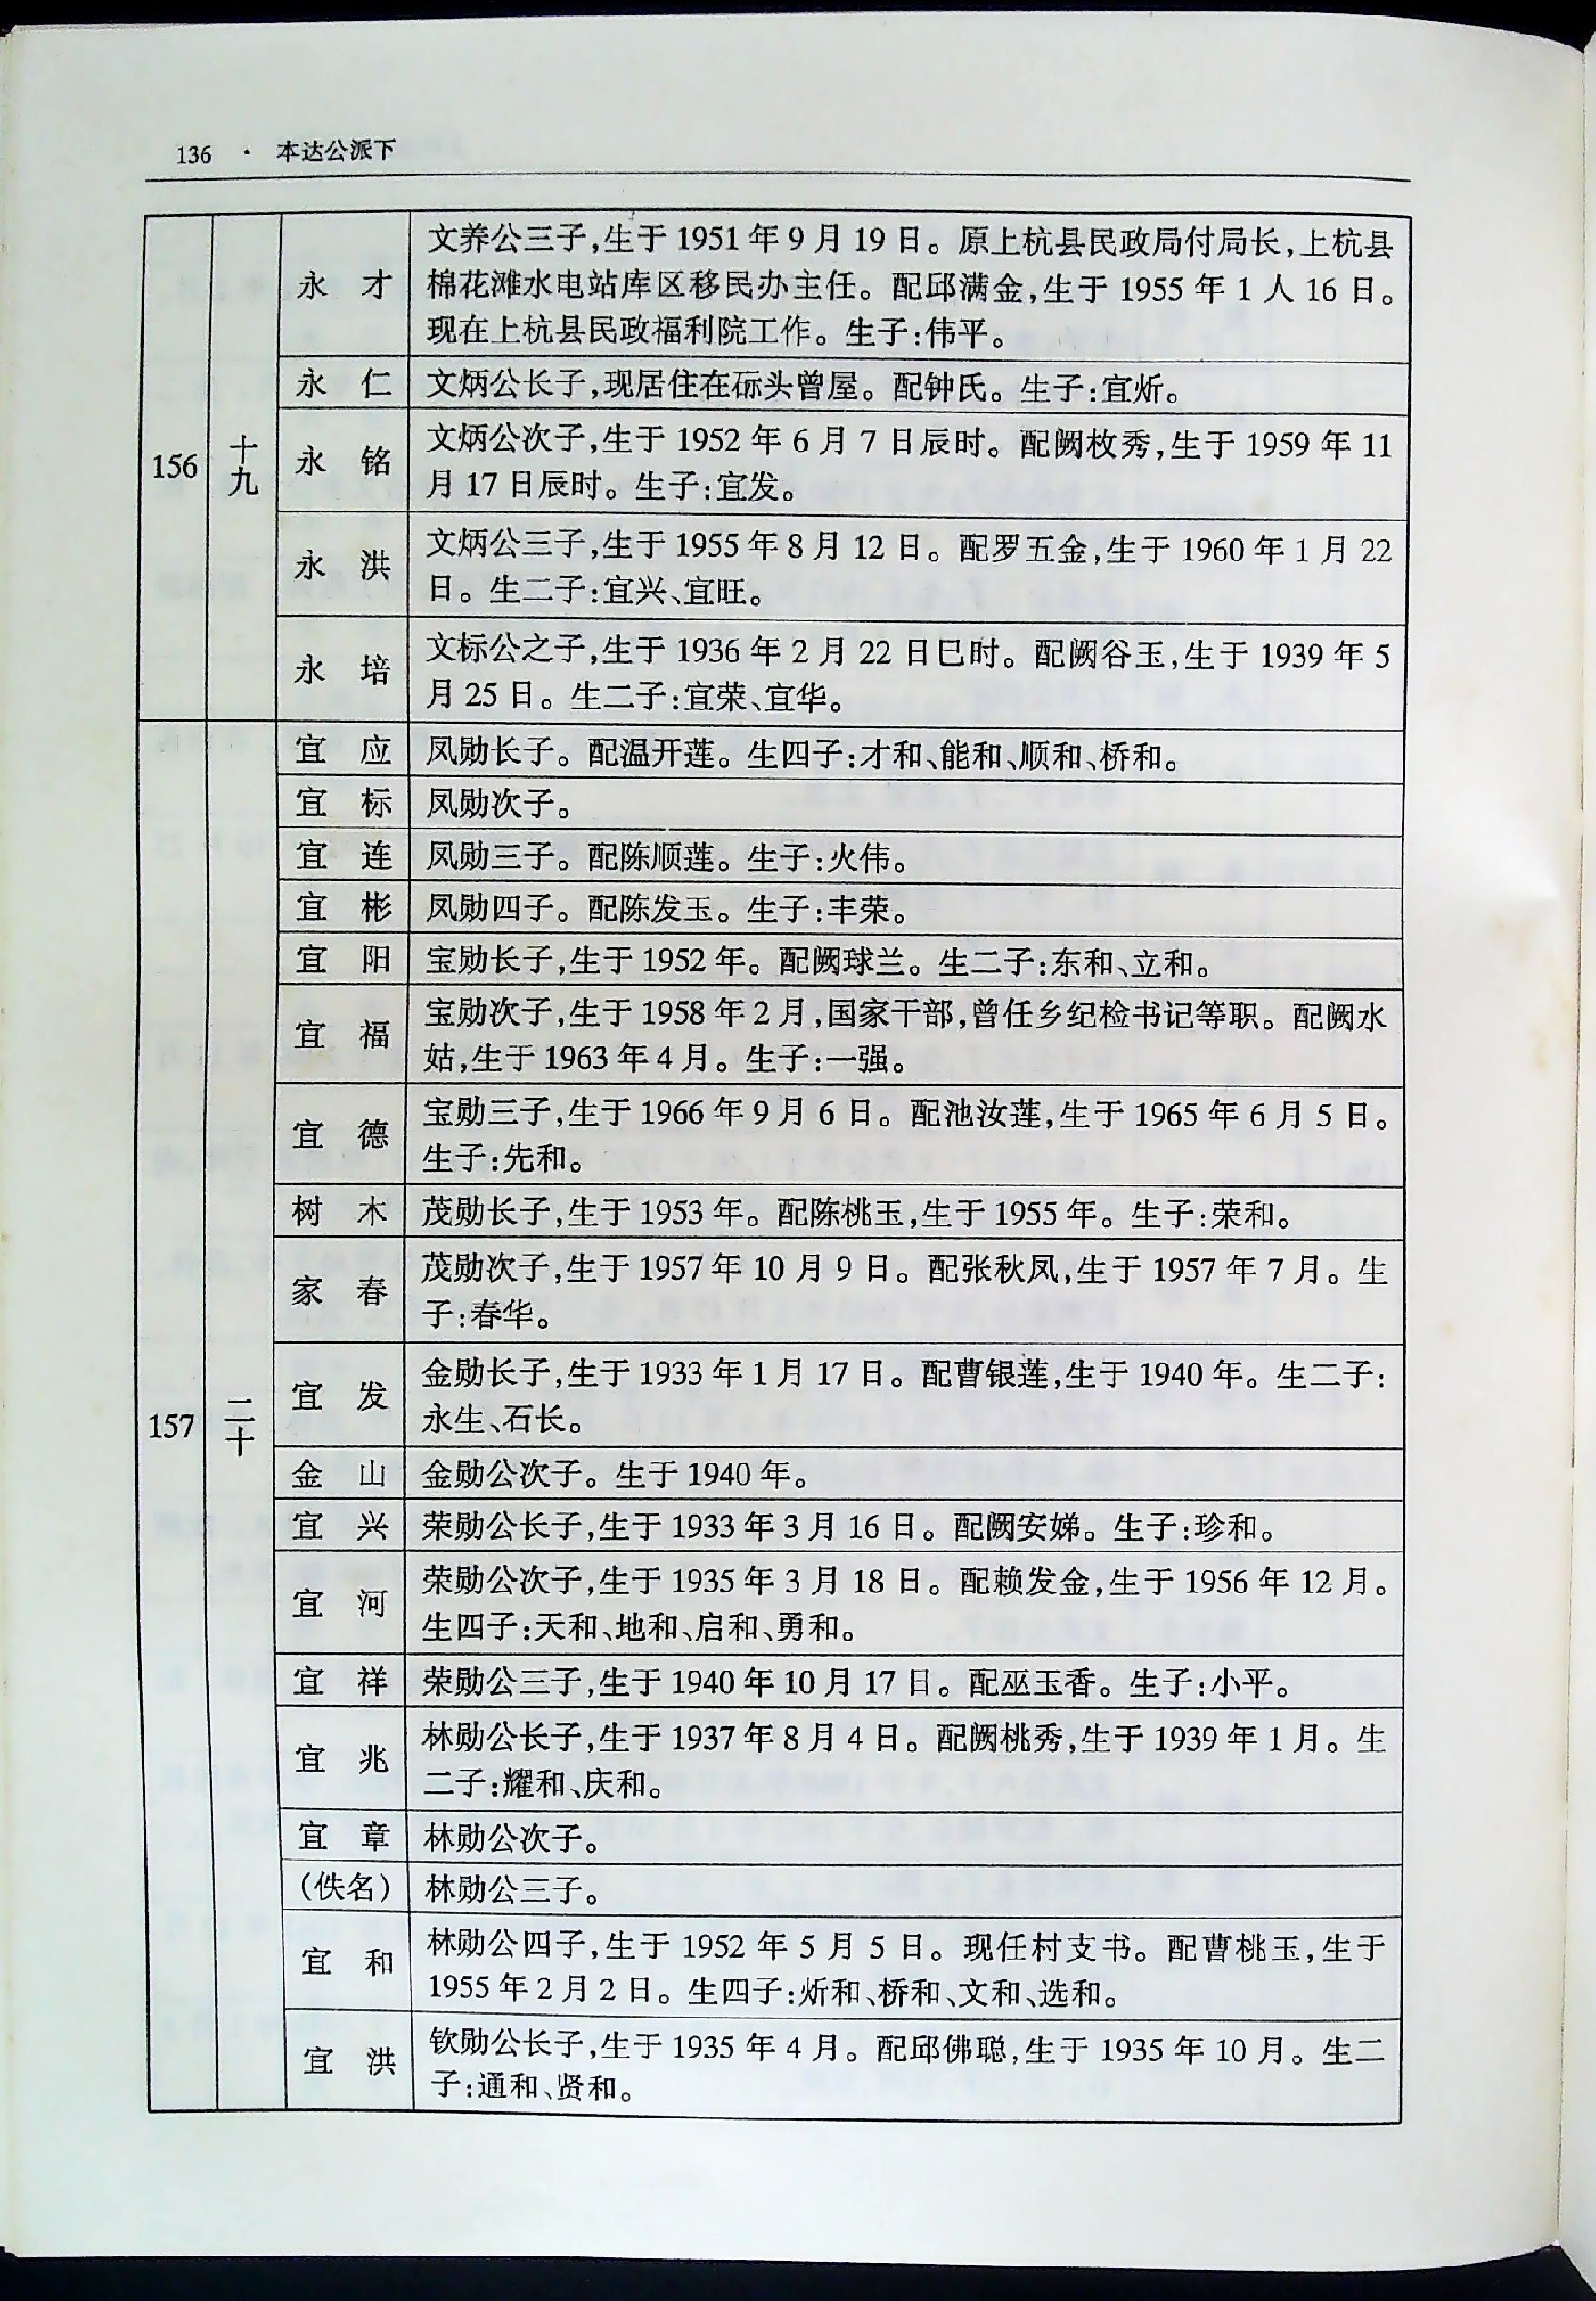 136 · 本达公派下
156
十九
永 才
文养公三子,生于 1951 年 9 月 19 日。原上杭县民政局付局长,上杭县
棉花滩水电站库区移民办主任。配邱满金,生于 1955 年 1 人 16 日。
现在上杭县民政福利院工作。生子:伟平。
永 仁
文炳公长子,现居住在砾头曾屋。配钟氏。生子:宜炘。
永 铭
文炳公次子,生于 1952 年 6 月 7 日辰时。配阙枚秀,生于 1959 年 11
月 17 日辰时。生子:宜发。
永 洪
文炳公三子,生于 1955 年 8 月 12 日。配罗五金,生于 1960 年 1 月 22
日。生二子:宜兴、宜旺。
永 培
文标公之子,生于 1936 年 2 月 22 日巳时。配阙谷玉,生于 1939 年 5
月 25 日。生二子:宜荣、宜华。
157
二十
宜 应
凤勋长子。配温开莲。生四子:才和、能和、顺和、桥和。
宜 标
凤勋次子。
宜 连
凤勋三子。配陈顺莲。生子:火伟。
宜 彬
凤勋四子。配陈发玉。生子:丰荣。
宜 阳
宝勋长子,生于 1952 年。配阙球兰。生二子:东和、立和。
宜 福
宝勋次子,生于 1958 年 2 月,国家干部,曾任乡纪检书记等职。配阙水
姑,生于 1963 年 4 月。生子:一强。
宜 德
宝勋三子,生于 1966 年 9 月 6 日。配池汝莲,生于 1965 年 6 月 5 日。
生子:先和。
树 木
茂勋长子,生于 1953 年。配陈桃玉,生于 1955 年。生子:荣和。
家 春
茂勋次子,生于 1957 年 10 月 9 日。配张秋凤,生于 1957 年 7 月。生
子:春华。
宜 发
金勋长子,生于 1933 年 1 月 17 日。配曹银莲,生于 1940 年。生二子:
永生、石长。
金 山
金勋公次子。生于 1940 年。
宜 兴
荣勋公长子,生于 1933 年 3 月 16 日。配阙安娣。生子:珍和。
宜 河
荣勋公次子,生于 1935 年 3 月 18 日。配赖发金,生于 1956 年 12 月。
生四子:天和、地和、启和、勇和。
宜 祥
荣勋公三子,生于 1940 年 10 月 17 日。配巫玉香。生子:小平。
宜 兆
林勋公长子,生于 1937 年 8 月 4 日。配阙桃秀,生于 1939 年 1 月。生
二子:耀和、庆和。
宜 章
林勋公次子。
(佚名)
林勋公三子。
宜 和
林勋公四子,生于 1952 年 5 月 5 日。现任村支书。配曹桃玉,生于
1955 年 2 月 2 日。生四子:炘和、桥和、文和、选和。
宜 洪
钦勋公长子,生于 1935 年 4 月。配邱佛聪,生于 1935 年 10 月。生二
子:通和、贤和。